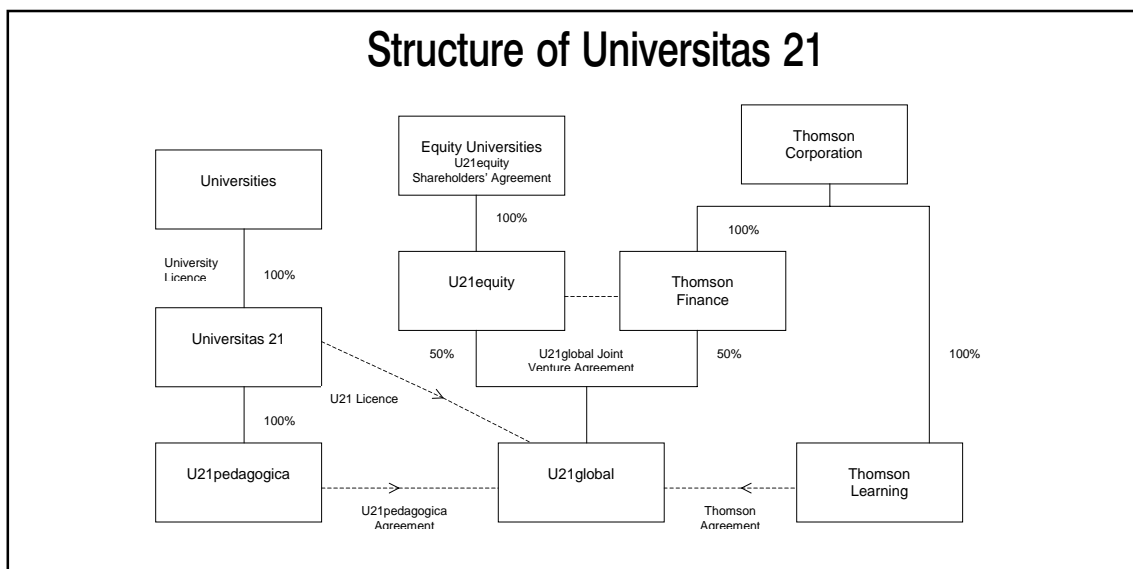 Structure of Universitas 21
Equity Universities
U21equity
Shareholders' Agreement
Thomson
Corporation
Universities
100%
100%
University
Licence
100%
U21equity
Thomson
Finance
Universitas 21
50%
U21global Joint
Venture Agreement
50%
100%
U21 Licence
100%
U21pedagogica
U21global
Thomson
Learning
U21pedagogica
Agreement
Thomson
Agreement